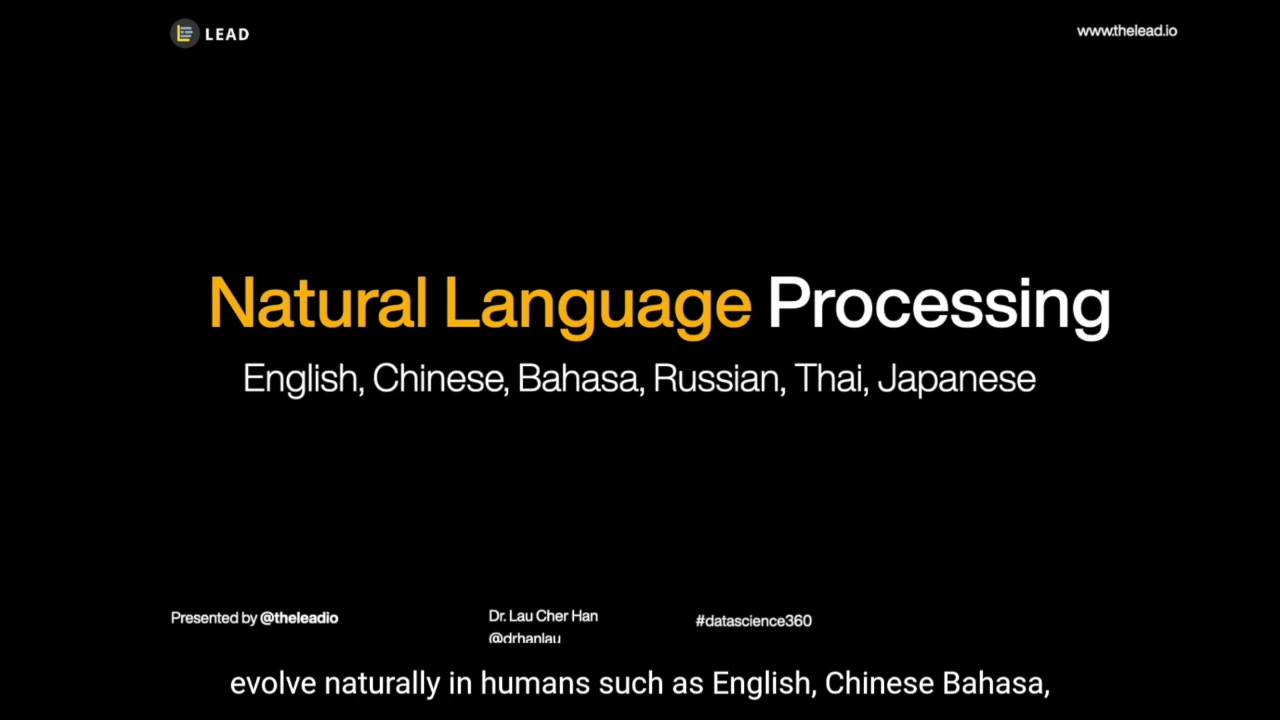 LEAD
www.thelead.io
Natural Language Processing
English, Chinese, Bahasa, Russian, Thai, Japanese
Presented by @theleadio
Dr. Lau Cher Han
@drhanlau
#datascience360
evolve naturally in humans such as English, Chinese Bahasa,